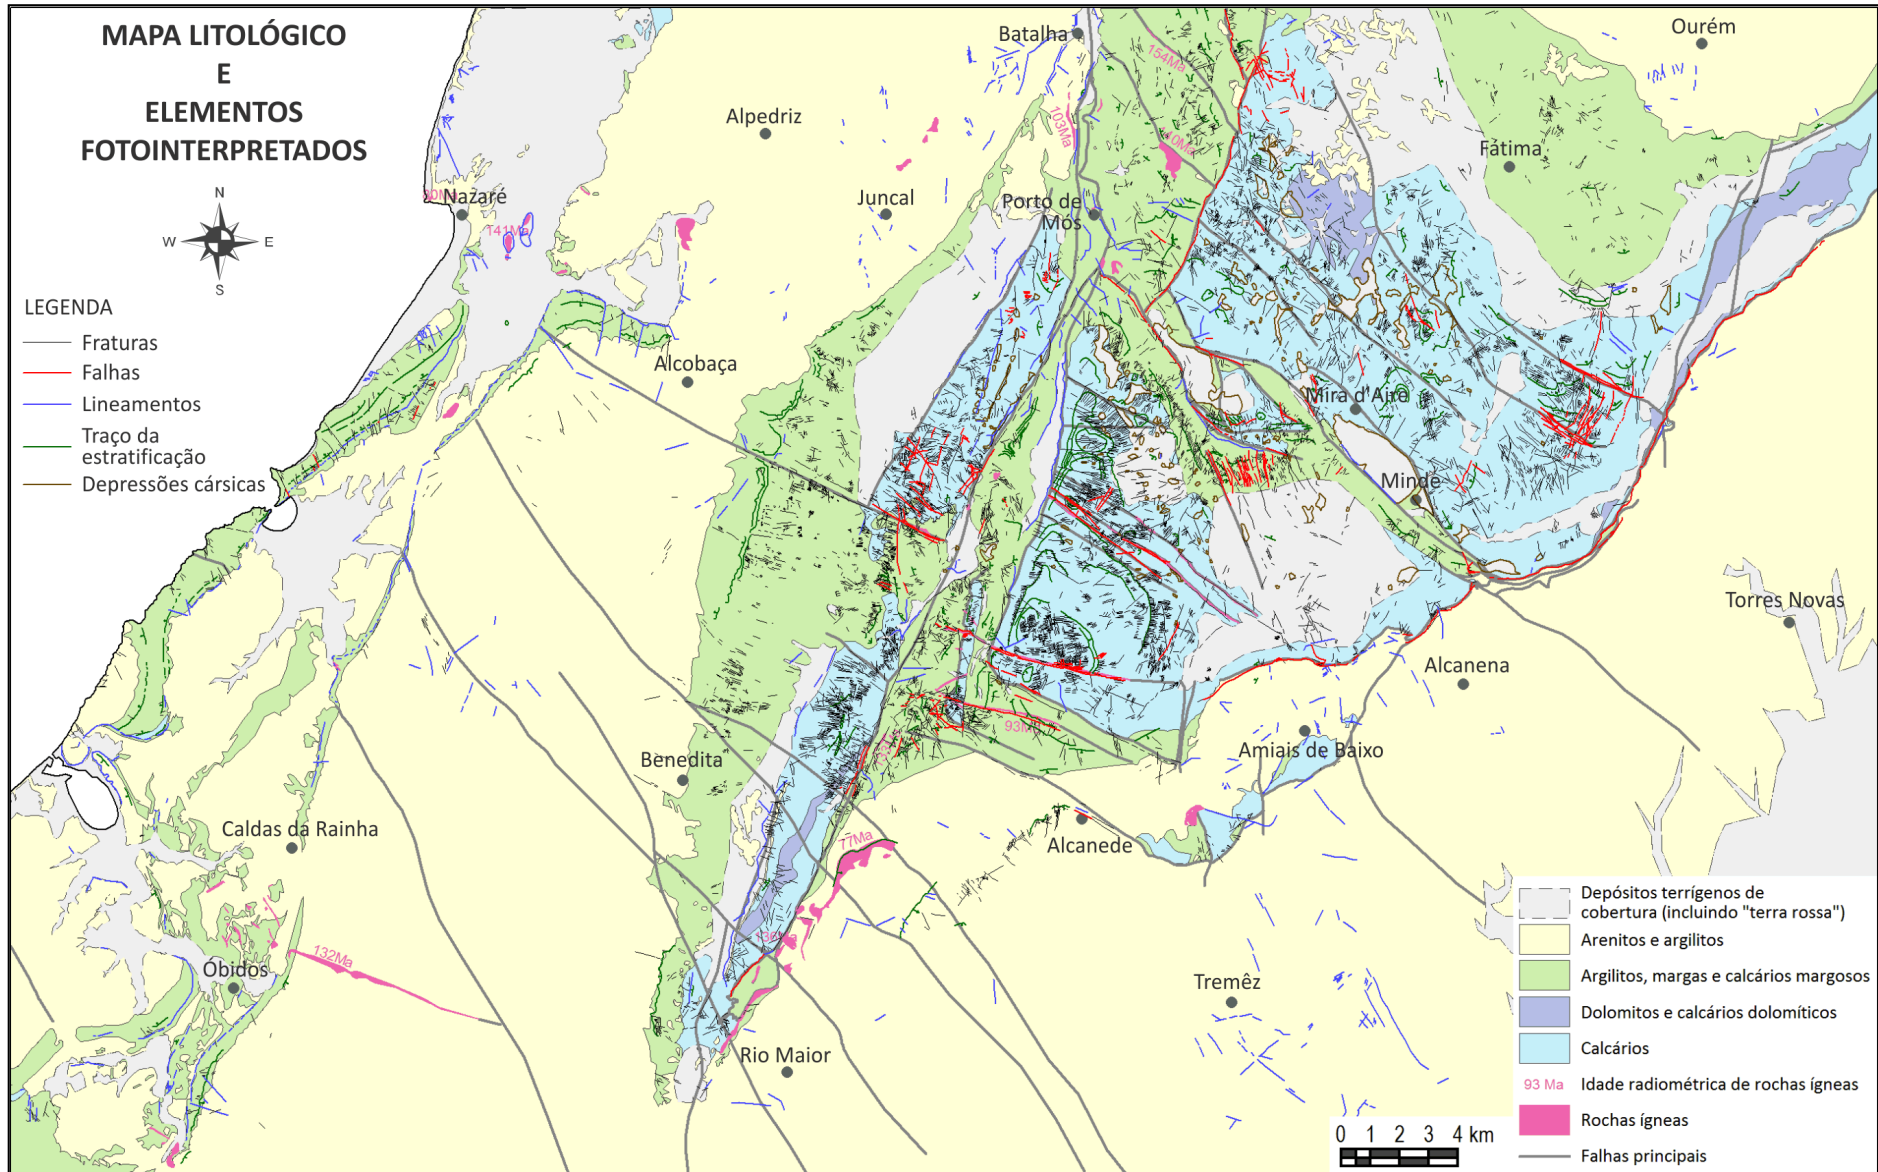 MAPA LITOLÓGICO
E
ELEMENTOS
FOTOINTERPRETADOS
N
W
E
S
LEGENDA
Fraturas
Falhas
Lineamentos
Traço da
estratificação
Depressões cársicas
Batalha
Ourém
Alpedriz
Fátima
Nazaré
Juncal
Porto de
Mós
Alcobaça
Mira d'Aire
Minde
Torres Novas
Alcanena
Amiais de Baixo
Benedita
Caldas da Rainha
Alcanede
Óbidos
Tremêz
Rio Maior
154Ma
103Ma
140Ma
141Ma
93Ma
77Ma
136Ma
132Ma
Depósitos terrígenos de
cobertura (incluindo "terra rossa")
Arenitos e argilitos
Argilitos, margas e calcários margosos
Dolomitos e calcários dolomíticos
Calcários
93 Ma Idade radiométrica de rochas ígneas
Rochas ígneas
Falhas principais
0 1 2 3 4 km